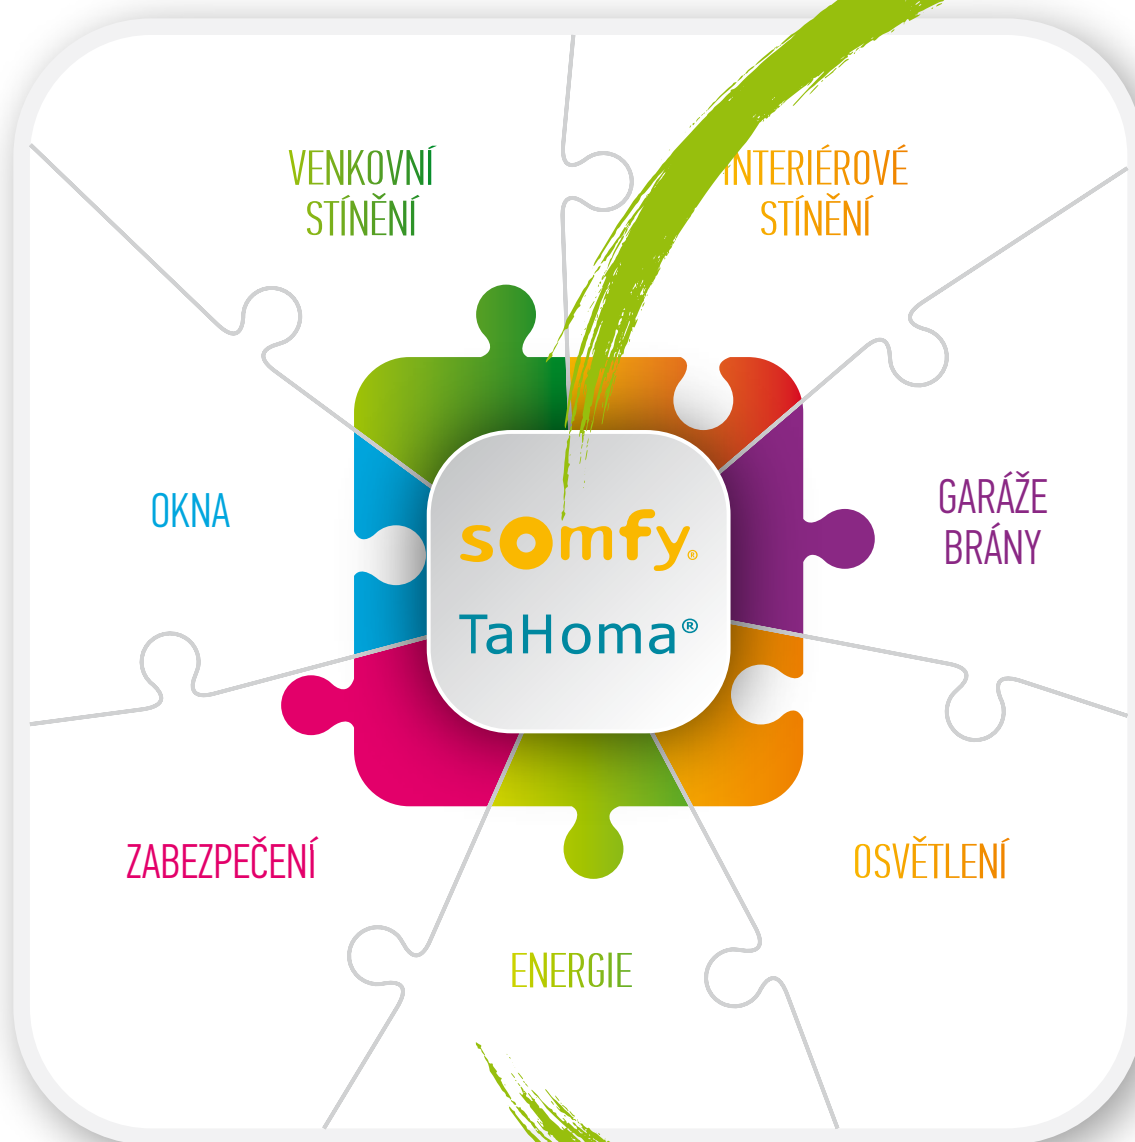 VENKOVNÍ
STÍNĚNÍ
INTERIÉROVÉ
STÍNĚNÍ
OKNA
GARÁŽE
BRÁNY
somfy®
TaHoma®
ZABEZPEČENÍ
OSVĚTLENÍ
ENERGIE